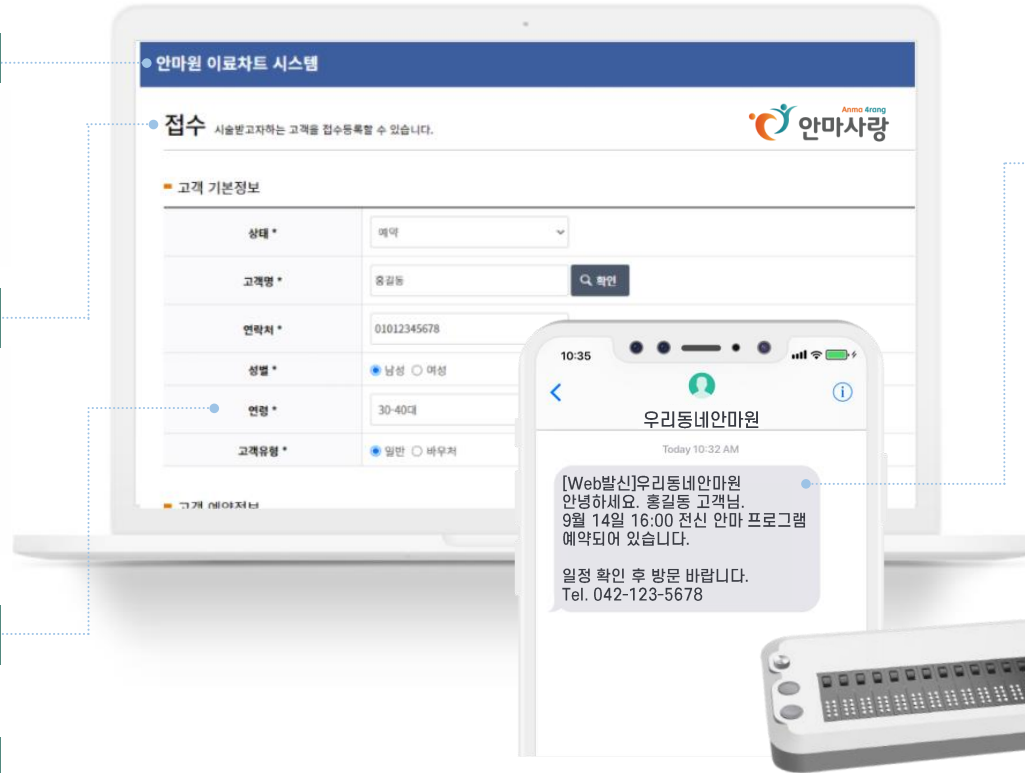 안마원 이료차트 시스템
접수 시술받고자하는 고객을 접수등록할 수 있습니다.
Anma 4rang
안마사랑
고객 기본정보
상태 *
예약
고객명 *
홍길동
확인
연락처 *
01012345678
성별 *
남성
여성
연령 *
30-40대
고객유형 *
일반
바우처
고객 예약정보
10:35
우리동네안마원
Today 10:32 AM
[Web발신]우리동네안마원
안녕하세요. 홍길동 고객님.
9월 14일 16:00 전신 안마 프로그램
예약되어 있습니다.
일정 확인 후 방문 바랍니다.
Tel. 042-123-5678